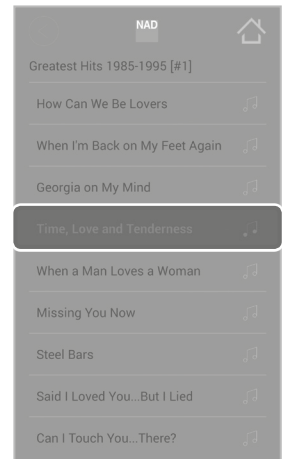 NAD
Greatest Hits 1985-1995 [#1]
How Can We Be Lovers
When I'm Back on My Feet Again
Georgia on My Mind
Time, Love and Tenderness
When a Man Loves a Woman
Missing You Now
Steel Bars
Said I Loved You...But I Lied
Can I Touch You...There?